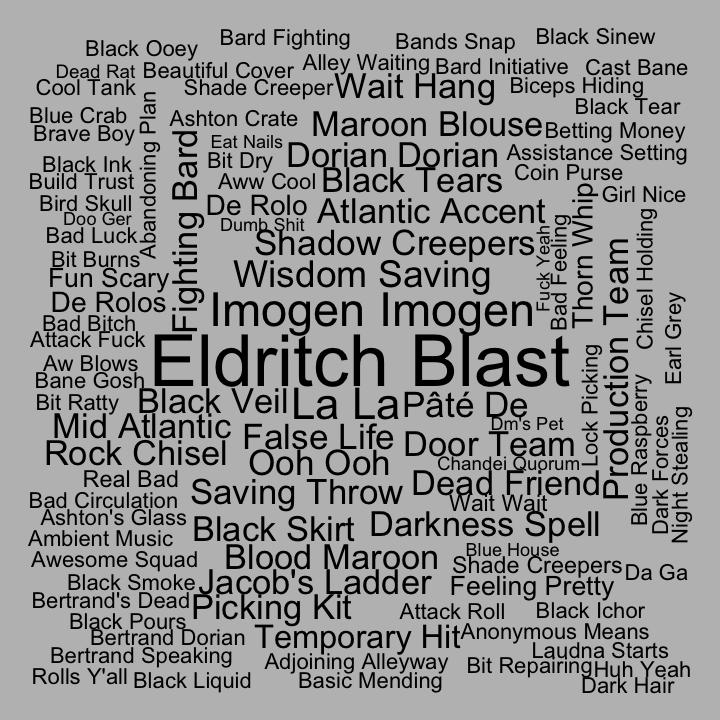 Bard Fighting
Bands Snap
Black Sinew
Black Ooey
Alley Waiting
Bard Initiative
Cast Bane
Dead Rat
Beautiful Cover
Cool Tank
Shade Creeper
Wait Hang
Biceps Hiding
Black Tear
Blue Crab
Abandoning Plan
Ashton Crate
Maroon Blouse
Betting Money
Brave Boy
Fighting Bard
Eat Nails
Dorian Dorian
Assistance Setting
Black Ink
Bit Dry
Coin Purse
Build Trust
Aww Cool
Black Tears
Thorn Whip
Girl Nice
Bird Skull
De Rolo
Atlantic Accent
Doo Ger
Dumb Shit
Fuck Yeah
Bad Feeling
Chisel Holding
Bad Luck
Shadow Creepers
Production Team
Bit Burns
Fun Scary
Wisdom Saving
De Rolos
Imogen Imogen
Earl Grey
Bad Bitch
Attack Fuck
Eldritch Blast
Lock Picking
Aw Blows
Bane Gosh
Blue Raspberry
Bit Ratty
Black Veil
La La
Pâté De
Dark Forces
Night Stealing
Mid Atlantic
False Life
Dm's Pet
Door Team
Rock Chisel
Ooh Ooh
Chandei Quorum
Real Bad
Saving Throw
Dead Friend
Bad Circulation
Wait Wait
Ashton's Glass
Black Skirt
Darkness Spell
Ambient Music
Awesome Squad
Blood Maroon
Blue House
Shade Creepers
Da Ga
Black Smoke
Jacob's Ladder
Feeling Pretty
Bertrand's Dead
Picking Kit
Attack Roll
Black Ichor
Black Pours
Bertrand Dorian
Temporary Hit
Anonymous Means
Bertrand Speaking
Laudna Starts
Adjoining Alleyway
Bit Repairing
Huh Yeah
Rolls Y'all
Black Liquid
Basic Mending
Dark Hair